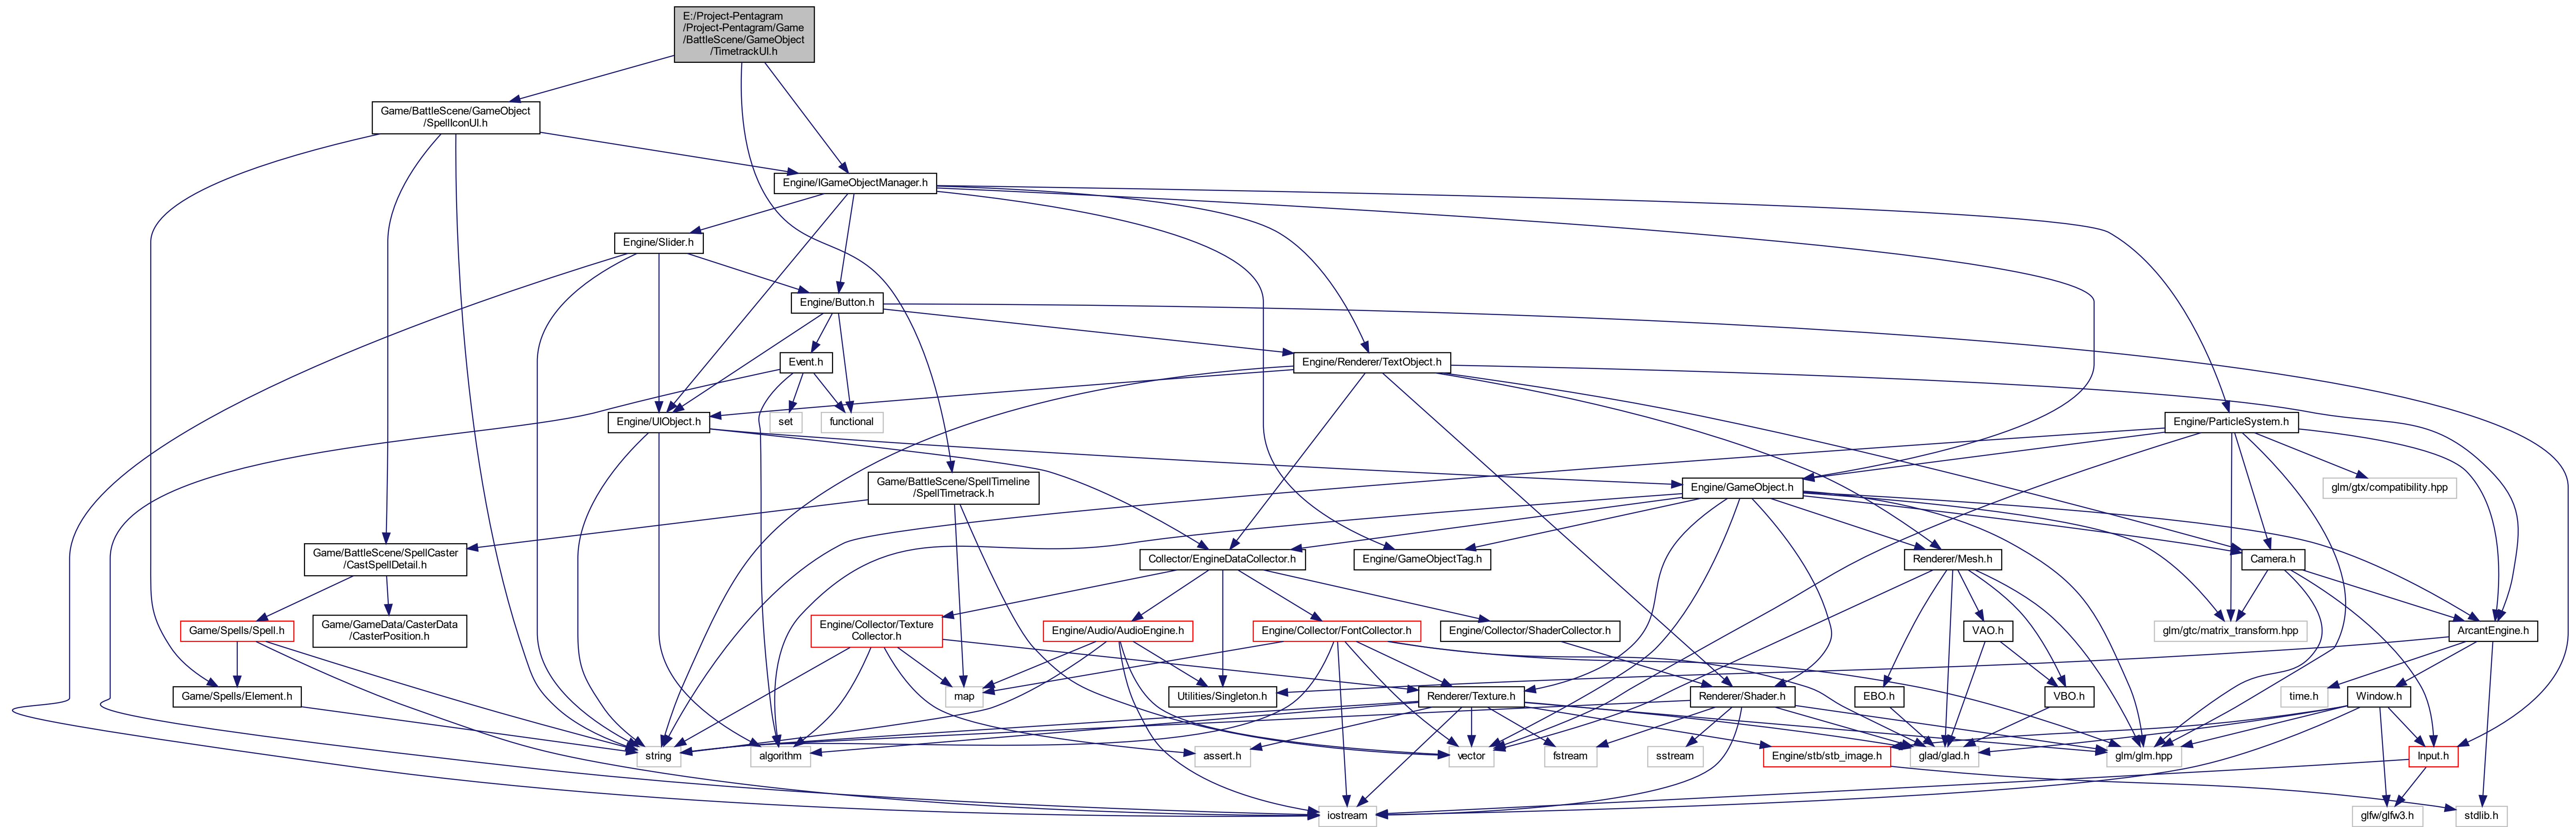 E:/Project-Pentagram
/Project-Pentagram/Game
/BattleScene/GameObject
/TimetrackUI.h
Game/BattleScene/GameObject
/SpellIconUI.h
Engine/IGameObjectManager.h
Engine/Slider.h
Engine/Button.h
Event.h
Engine/Renderer/TextObject.h
Engine/UIObject.h
set
functional
Engine/ParticleSystem.h
Game/BattleScene/SpellTimeline
/SpellTimetrack.h
Engine/GameObject.h
glm/gtx/compatibility.hpp
Game/BattleScene/SpellCaster
/CastSpellDetail.h
Collector/EngineDataCollector.h
Engine/GameObjectTag.h
Renderer/Mesh.h
Camera.h
Game/Spells/Spell.h
Game/GameData/CasterData
/CasterPosition.h
Engine/Collector/Texture
Collector.h
Engine/Audio/AudioEngine.h
Engine/Collector/FontCollector.h
Engine/Collector/ShaderCollector.h
VAO.h
glm/gtc/matrix_transform.hpp
ArcantEngine.h
Game/Spells/Element.h
map
Utilities/Singleton.h
Renderer/Texture.h
Renderer/Shader.h
EBO.h
VBO.h
time.h
Window.h
string
algorithm
assert.h
vector
fstream
sstream
Engine/stb/stb_image.h
glad/glad.h
glm/glm.hpp
Input.h
iostream
glfw/glfw3.h
stdlib.h